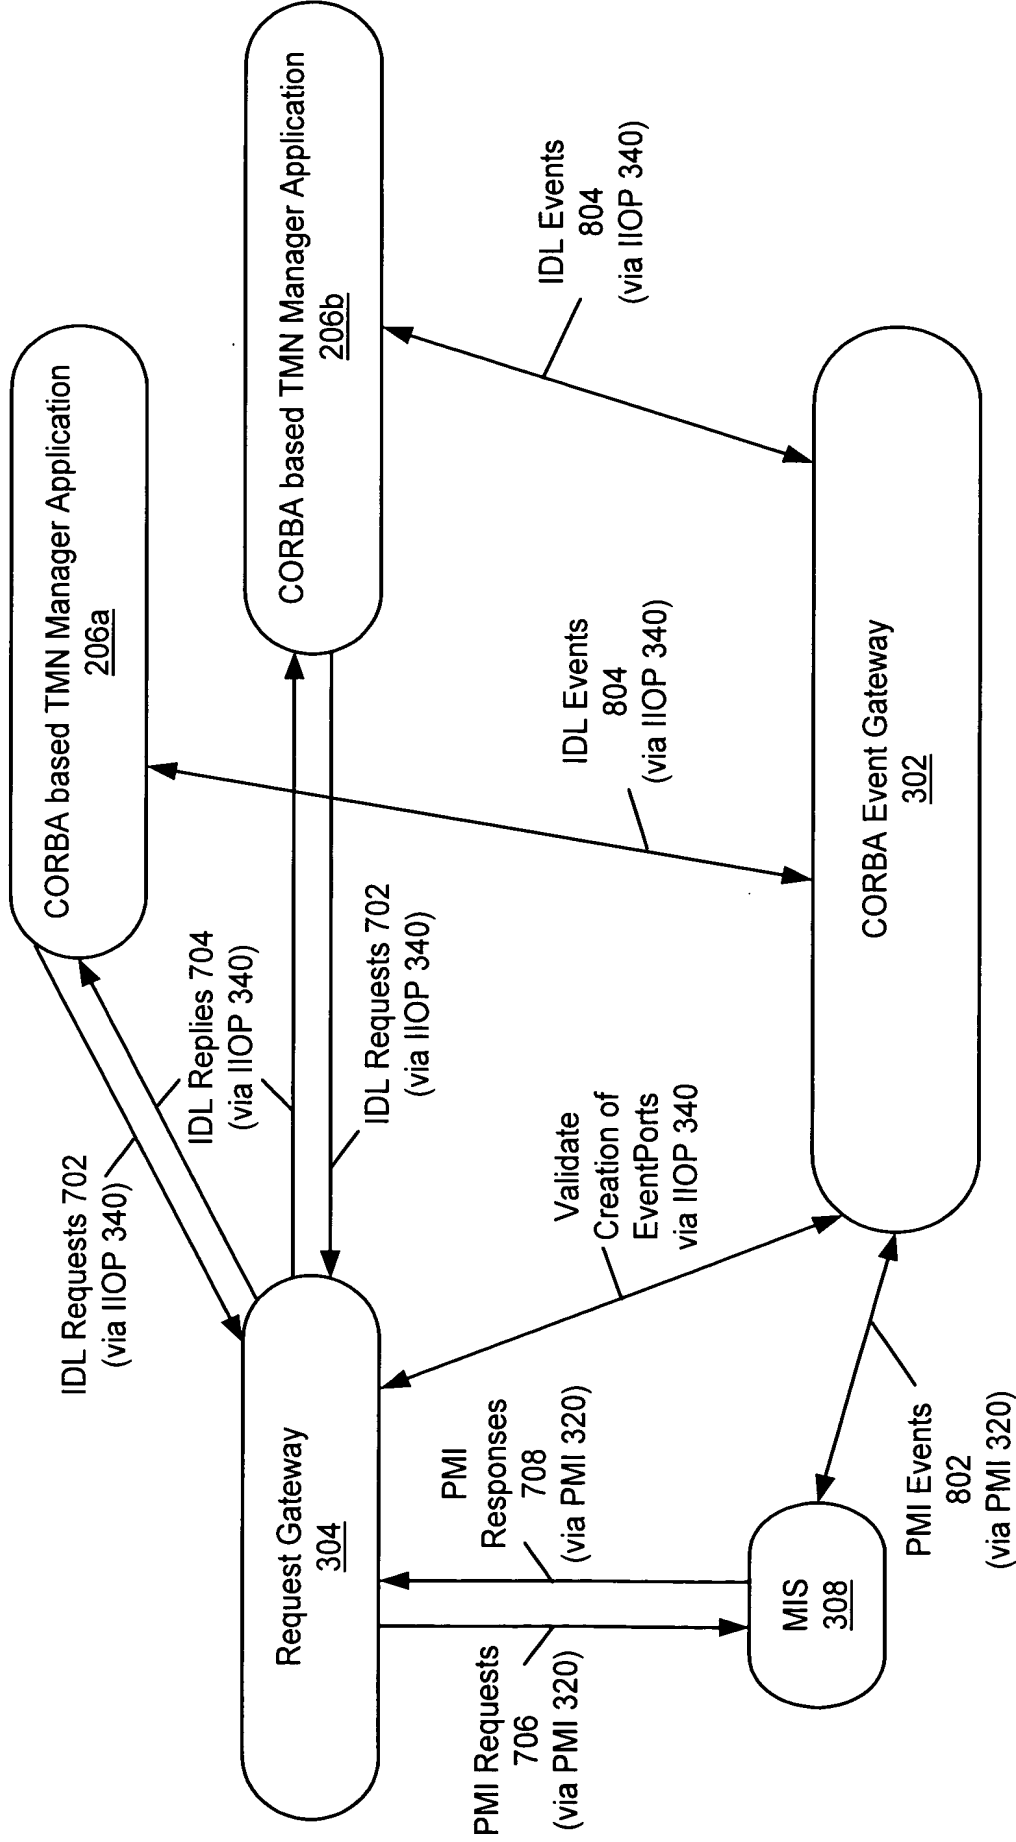 CORBA based TMN Manager Application
206a
CORBA based TMN Manager Application
206b
IDL Requests 702
(via IIOP 340)
IDL Replies 704
(via IIOP 340)
IDL Requests 702
(via IIOP 340)
IDL Events
804
(via IIOP 340)
IDL Events
804
(via IIOP 340)
Request Gateway
304
Validate
Creation of
EventPorts
via IIOP 340
PMI
Responses
708
(via PMI 320)
PMI Requests
706
(via PMI 320)
CORBA Event Gateway
302
MIS
308
PMI Events
802
(via PMI 320)